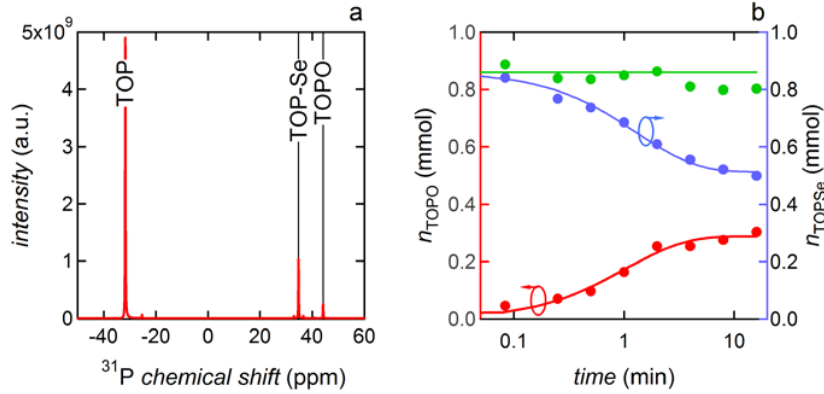 a
5x10⁹
4
3
2
1
0
intensity (a.u.)
TOP
TOP-Se
TOPO
-40
-20
0
20
40
60
³¹P chemical shift (ppm)
b
1.0
0.8
0.6
0.4
0.2
0.0
nTOPO (mmol)
1.0
0.8
0.6
0.4
0.2
0.0
nTOPSe (mmol)
0.1
1
10
time (min)